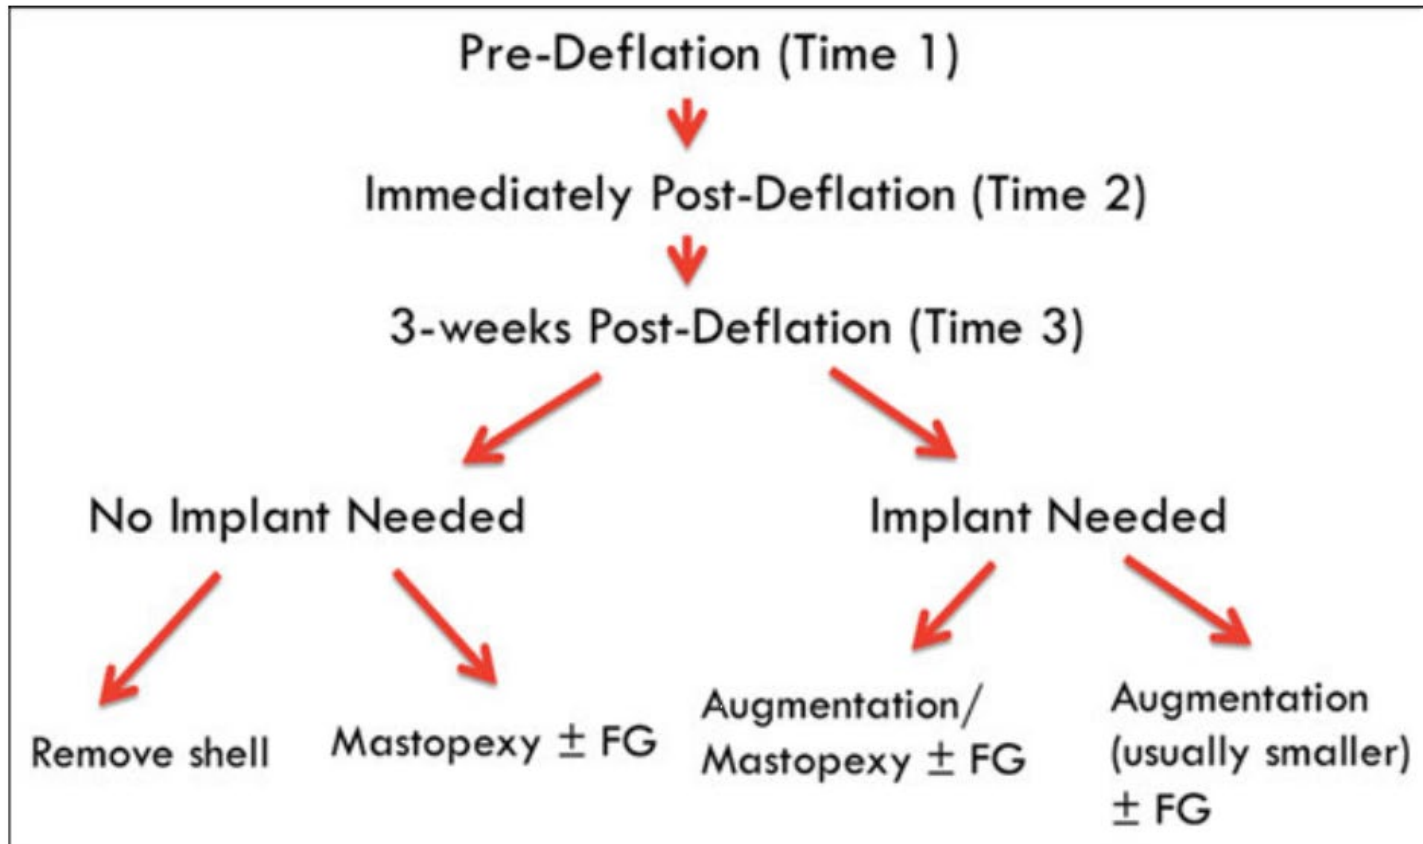 Pre-Deflation (Time 1)
Immediately Post-Deflation (Time 2)
3-weeks Post-Deflation (Time 3)
No Implant Needed
Implant Needed
Remove shell
Mastopexy ± FG
Augmentation/
Mastopexy ± FG
Augmentation
(usually smaller)
± FG